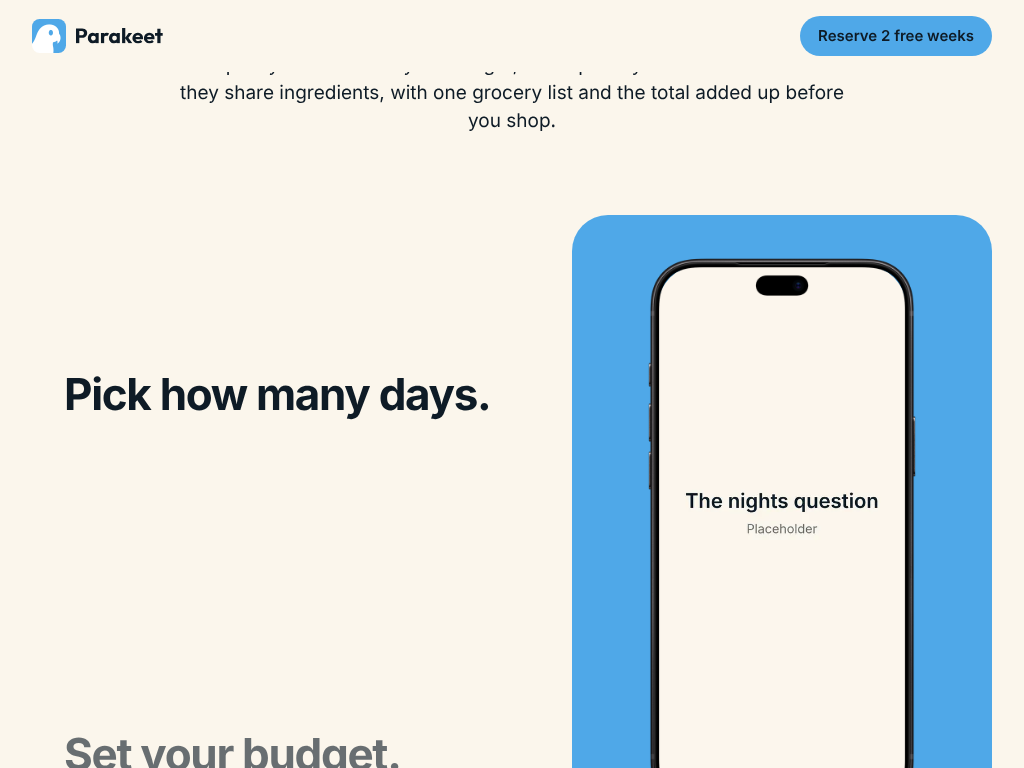 Parakeet
Reserve 2 free weeks
they share ingredients, with one grocery list and the total added up before
you shop.
Pick how many days.
The nights question
Placeholder
Set your budget.